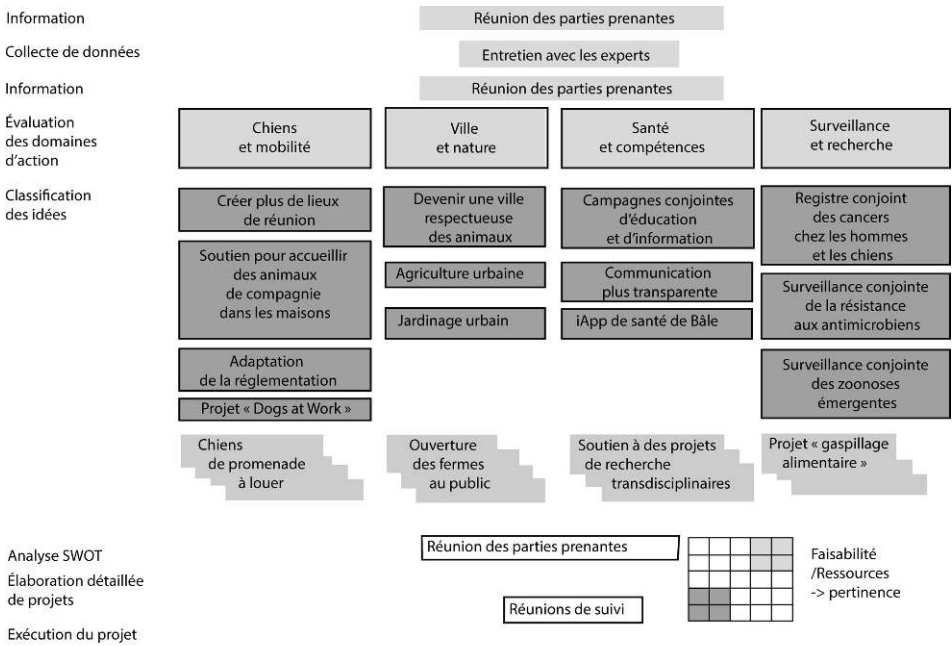 Information
Réunion des parties prenantes
Collecte de données
Entretien avec les experts
Information
Réunion des parties prenantes
Évaluation
des domaines
d'action
Chiens
et mobilité
Ville
et nature
Santé
et compétences
Surveillance
et recherche
Classification
des idées
Créer plus de lieux
de réunion
Soutien pour accueillir
des animaux
de compagnie
dans les maisons
Adaptation
de la réglementation
Projet « Dogs at Work »
Chiens
de promenade
à louer
Devenir une ville
respectueuse
des animaux
Agriculture urbaine
Jardinage urbain
Ouverture
des fermes
au public
Campagnes conjointes
d'éducation
et d'information
Communication
plus transparente
iApp de santé de Bâle
Soutien à des projets
de recherche
transdisciplinaires
Registre conjoint
des cancers
chez les hommes
et les chiens
Surveillance conjointe
de la résistance
aux antimicrobiens
Surveillance conjointe
des zoonoses
émergentes
Projet « gaspillage
alimentaire »
Analyse SWOT
Réunion des parties prenantes
Faisabilité
/Ressources
-> pertinence
Élaboration détaillée
de projets
Réunions de suivi
Exécution du projet